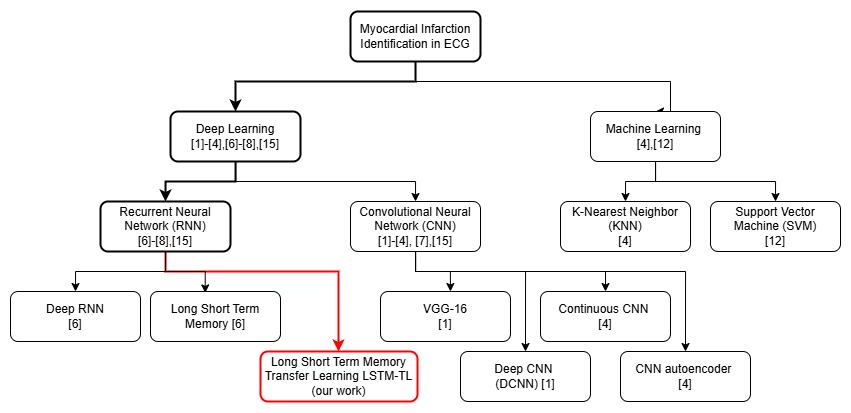 Myocardial Infarction
Identification in ECG
Deep Learning
[1]-[4],[6]-[8],[15]
Machine Learning
[4],[12]
Recurrent Neural
Network (RNN)
[6]-[8],[15]
Convolutional Neural
Network (CNN)
[1]-[4], [7],[15]
K-Nearest Neighbor
(KNN)
[4]
Support Vector
Machine (SVM)
[12]
Deep RNN
[6]
Long Short Term
Memory [6]
VGG-16
[1]
Continuous CNN
[4]
Long Short Term Memory
Transfer Learning LSTM-TL
(our work)
Deep CNN
(DCNN) [1]
CNN autoencoder
[4]